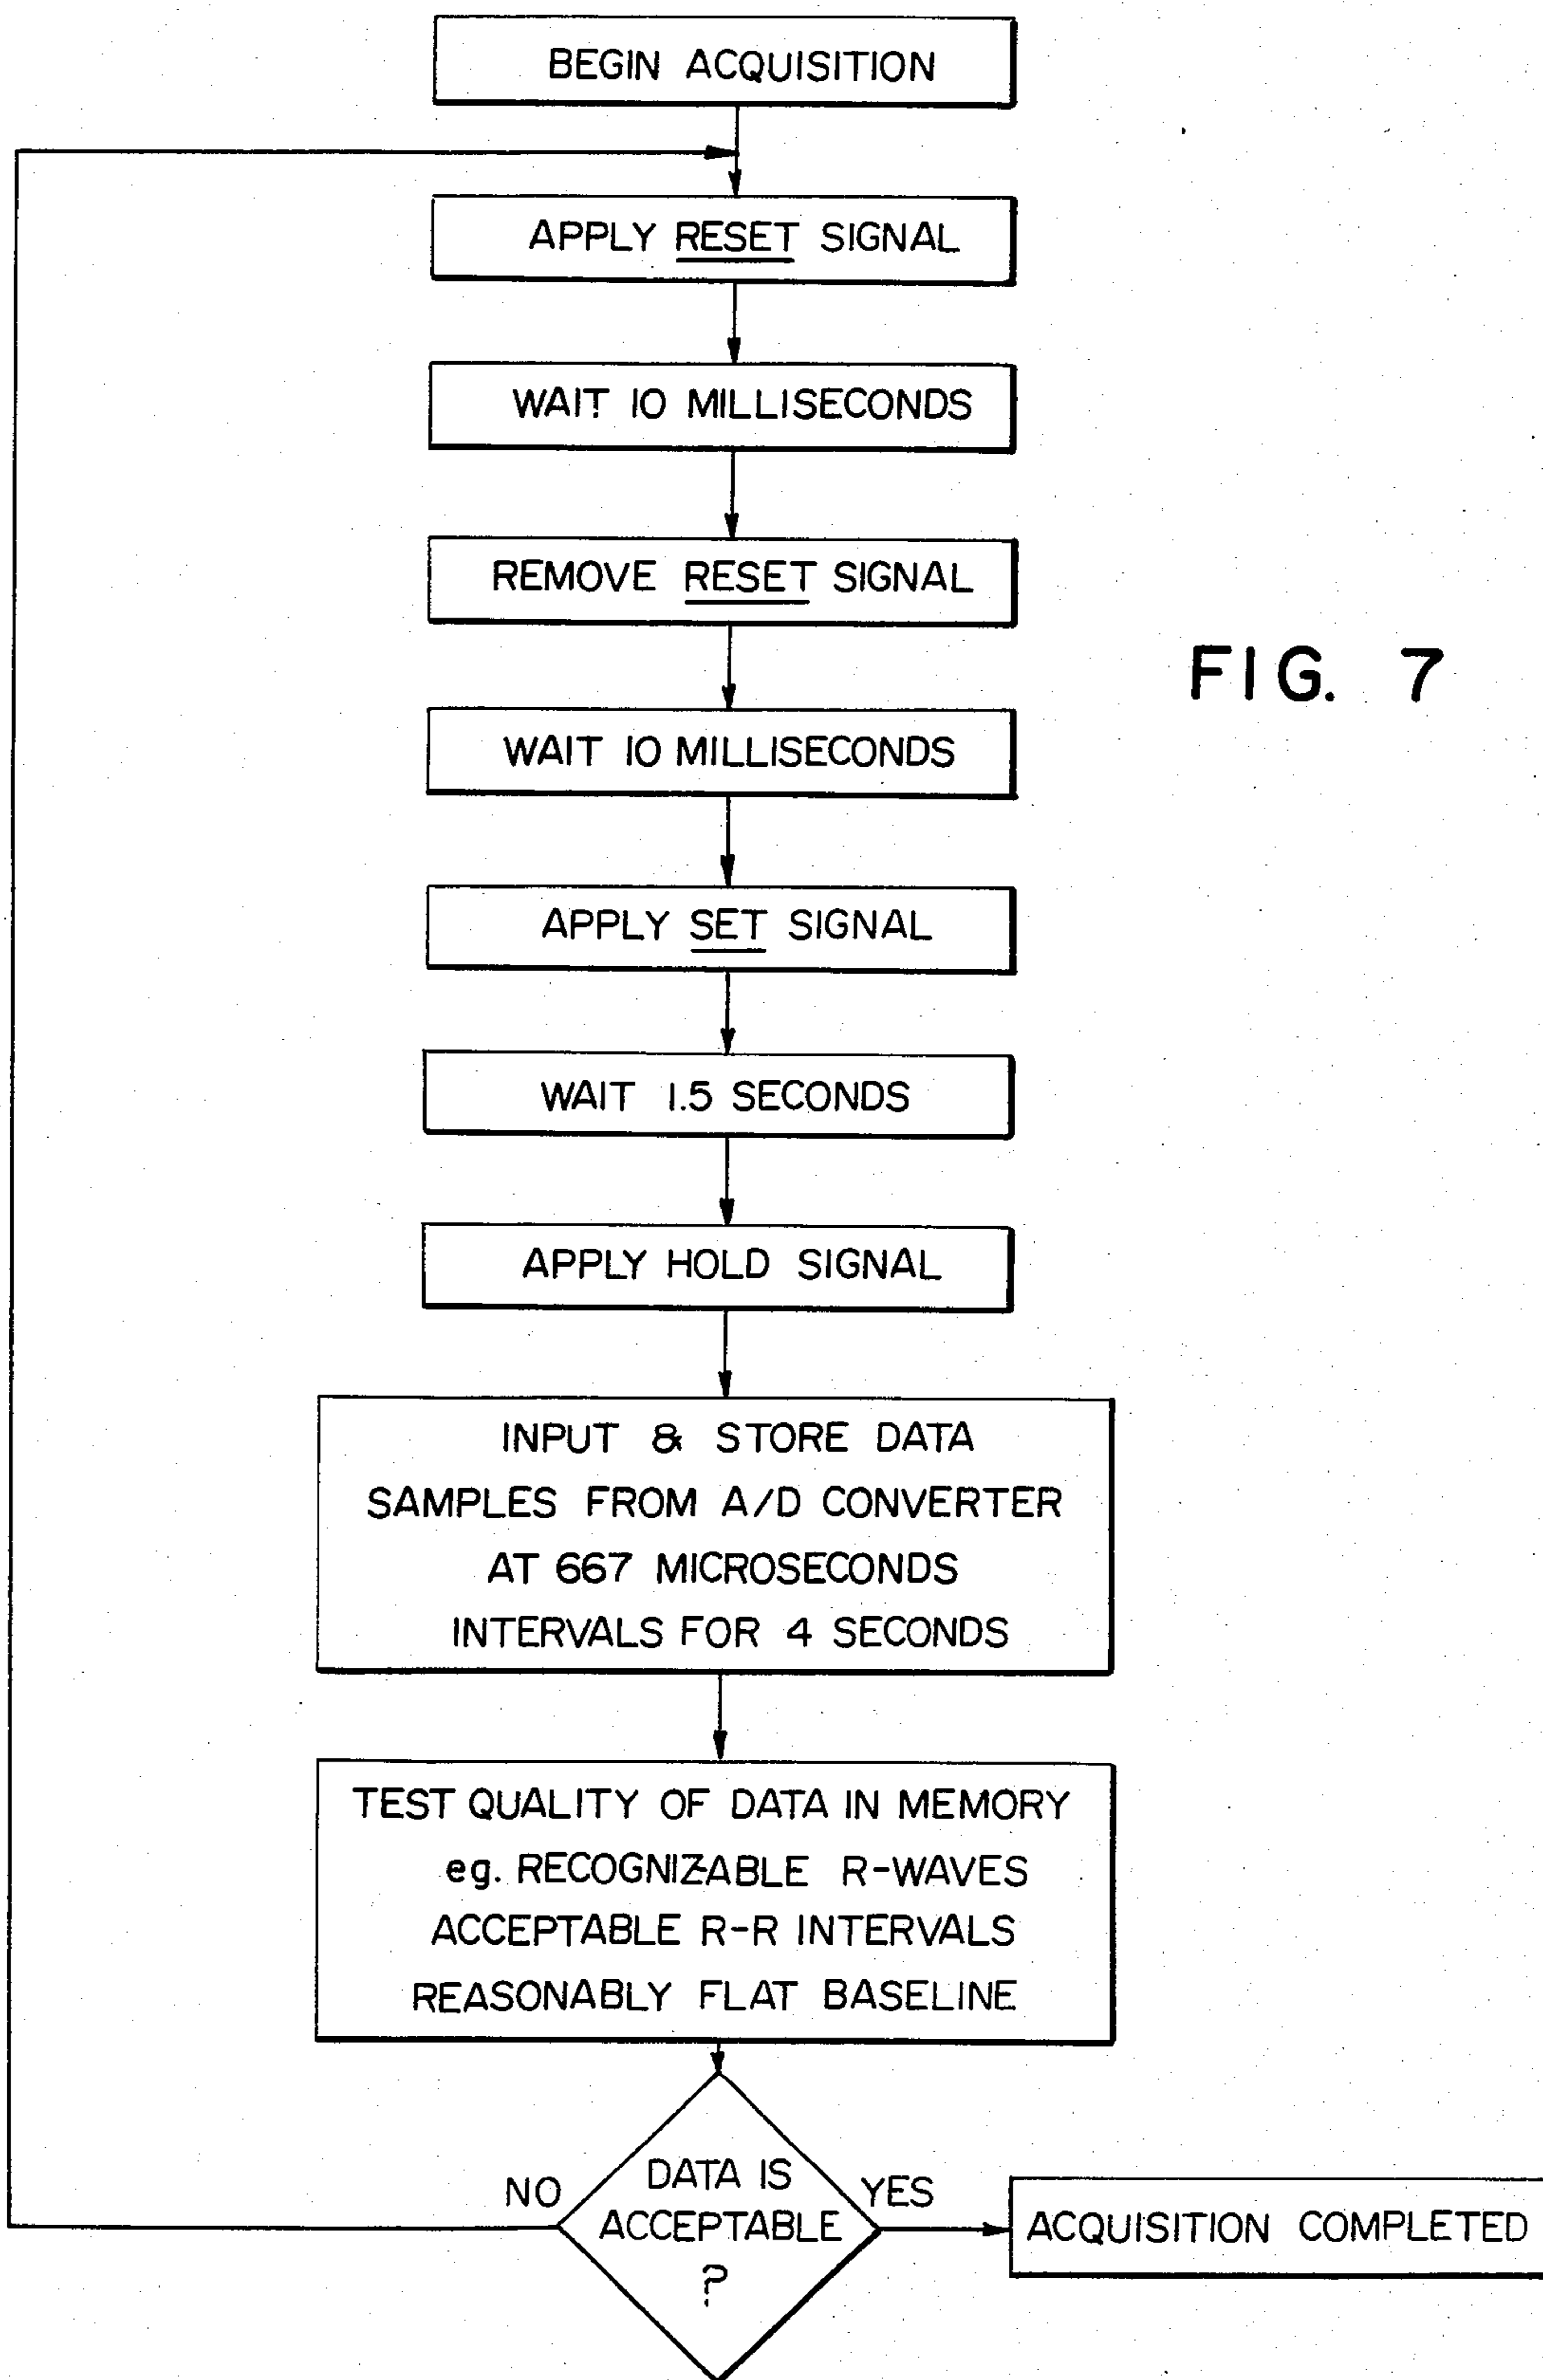 BEGIN ACQUISITION
APPLY RESET SIGNAL
WAIT 10 MILLISECONDS
REMOVE RESET SIGNAL
FIG. 7
WAIT 10 MILLISECONDS
APPLY SET SIGNAL
WAIT 1.5 SECONDS
APPLY HOLD SIGNAL
INPUT & STORE DATA
SAMPLES FROM A/D CONVERTER
AT 667 MICROSECONDS
INTERVALS FOR 4 SECONDS
TEST QUALITY OF DATA IN MEMORY
eg. RECOGNIZABLE R-WAVES
ACCEPTABLE R-R INTERVALS
REASONABLY FLAT BASELINE
NO
DATA IS
ACCEPTABLE
?
YES
ACQUISITION COMPLETED